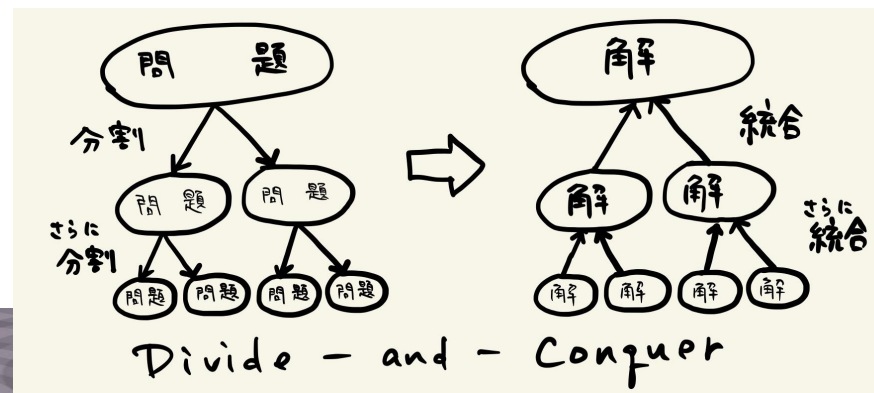 問 題
分割
問 題
問 題
さらに
分割
問題
問題
問題
問題
解
統合
解
解
さらに
統合
解
解
解
解
Divide - and - Conquer